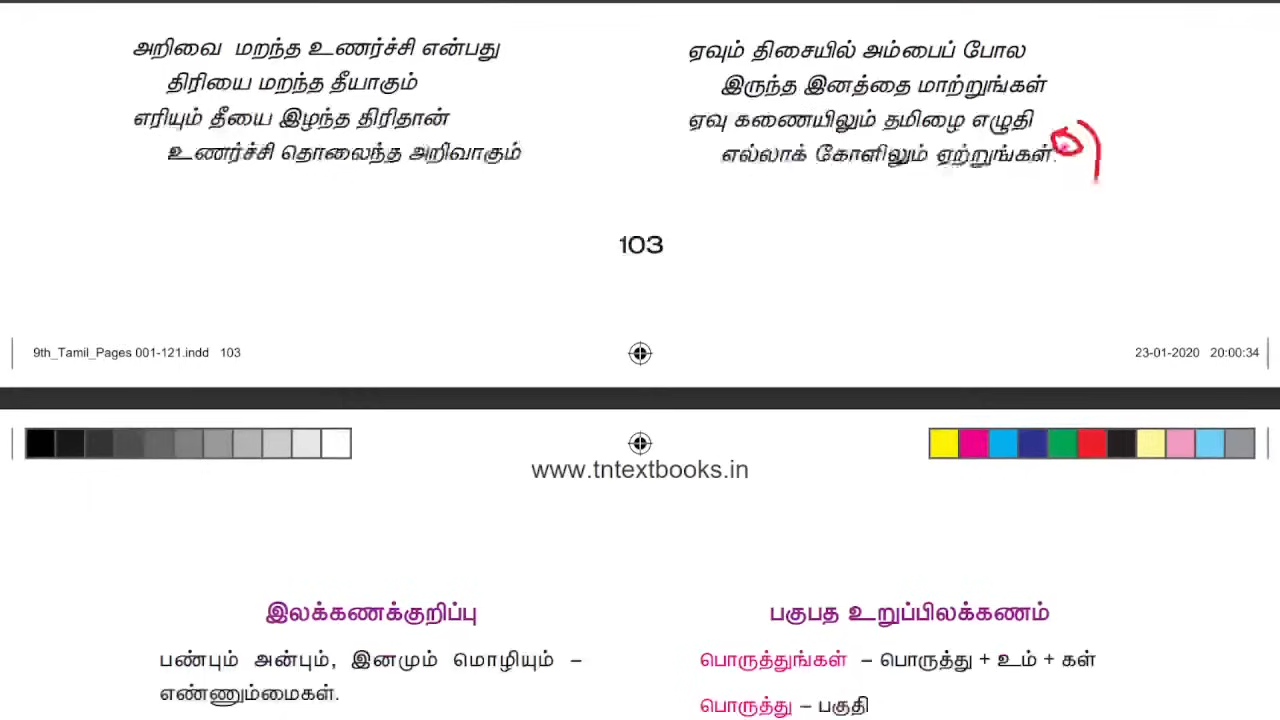 அறிவை மறந்த உணர்ச்சி என்பது
திரியை மறந்த தீயாகும்
எரியும் தீயை இழந்த திரிதான்
உணர்ச்சி தொலைந்த அறிவாகும்
ஏவும் திசையில் அம்பைப் போல
இருந்த இனத்தை மாற்றுங்கள்
ஏவு கணையிலும் தமிழை எழுதி
எல்லாக் கோளிலும் ஏற்றுங்கள்.
103
9th_Tamil_Pages 001-121.indd 103
23-01-2020 20:00:34
www.tntextbooks.in
இலக்கணக்குறிப்பு
பண்பும் அன்பும், இனமும் மொழியும் –
எண்ணும்மைகள்.
பகுபத உறுப்பிலக்கணம்
பொருத்துங்கள் – பொருத்து + உம் + கள்
பொருத்து – பகுதி